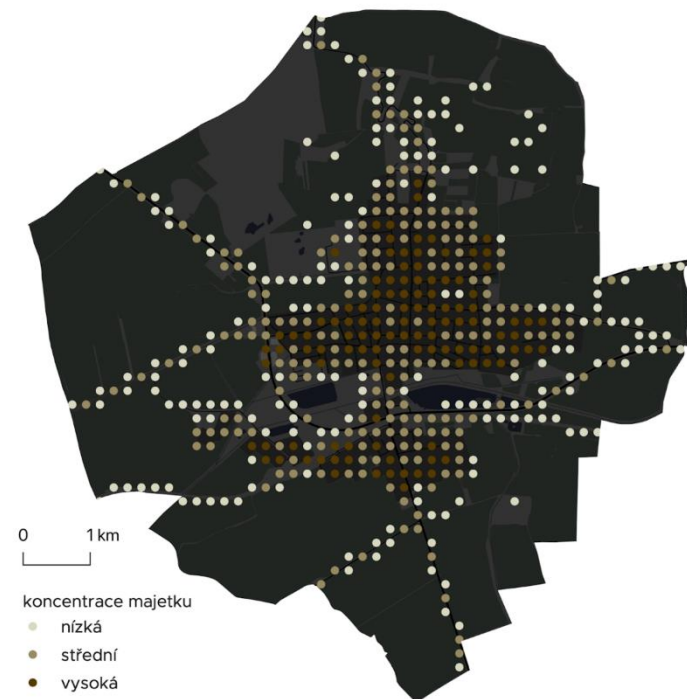 0 1 km
koncentrace majetku
nízká
střední
vysoká